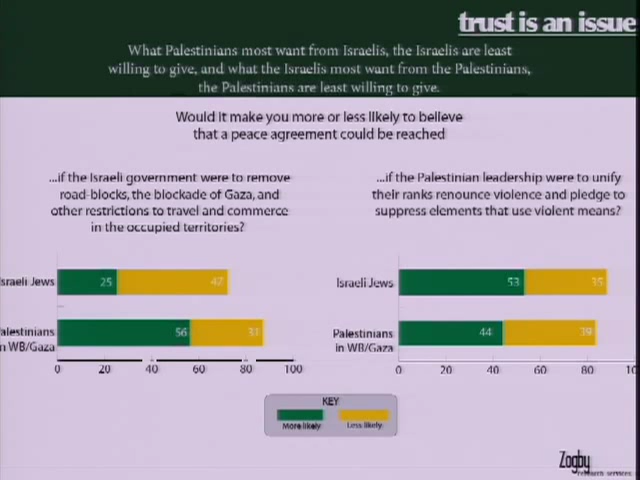 trust is an issue
What Palestinians most want from Israelis, the Israelis are least
willing to give, and what the Israelis most want from the Palestinians,
the Palestinians are least willing to give.
Would it make you more or less likely to believe
that a peace agreement could be reached
...if the Israeli government were to remove
road-blocks, the blockade of Gaza, and
other restrictions to travel and commerce
in the occupied territories?
...if the Palestinian leadership were to unify
their ranks renounce violence and pledge to
suppress elements that use violent means?
sraeli Jews
25 47
alestinians
n WB/Gaza
56 31
0 20 40 60 80 100
Israeli Jews
53 35
Palestinians
in WB/Gaza
44 39
0 20 40 60 80 10
KEY
More likely Less likely
Zogby
research services